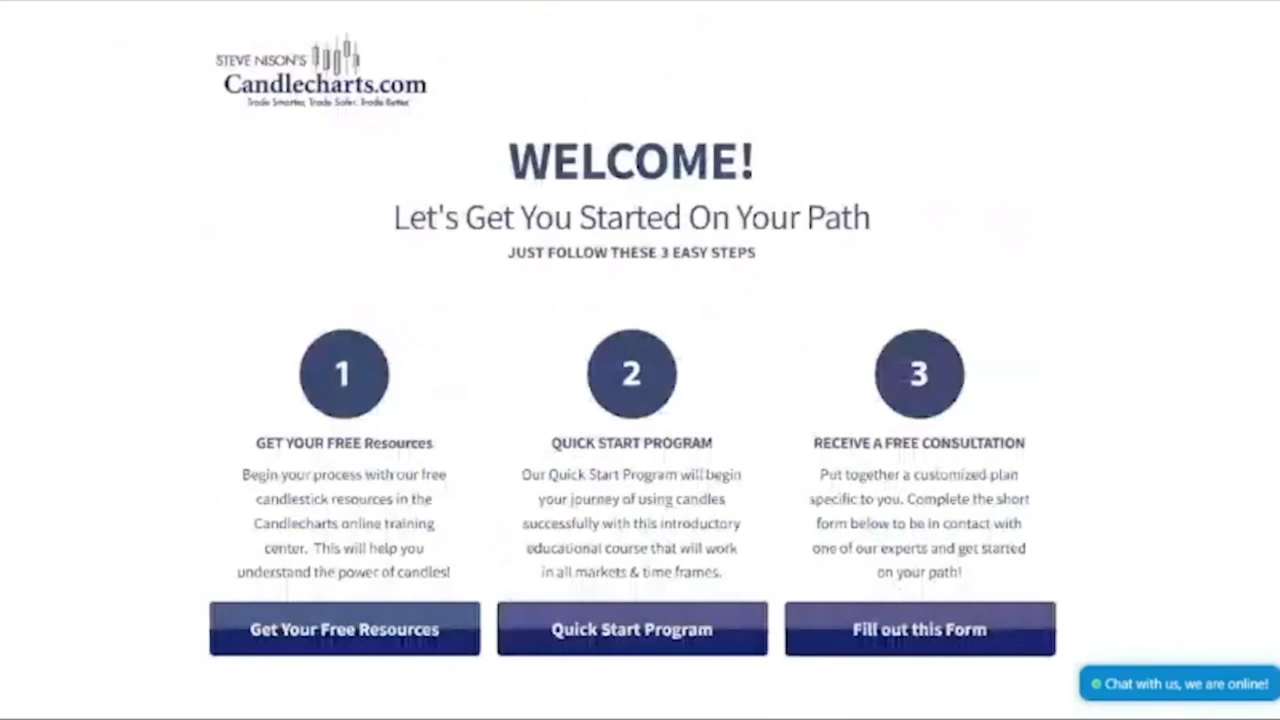 STEVE NISON'S
Candlecharts.com
Trade Smarter, Trade Safer, Trade Better
WELCOME!
Let's Get You Started On Your Path
JUST FOLLOW THESE 3 EASY STEPS
1
GET YOUR FREE Resources
Begin your process with our free
candlestick resources in the
Candlecharts online training
center. This will help you
understand the power of candles!
Get Your Free Resources
2
QUICK START PROGRAM
Our Quick Start Program will begin
your journey of using candles
successfully with this introductory
educational course that will work
in all markets & time frames.
Quick Start Program
3
RECEIVE A FREE CONSULTATION
Put together a customized plan
specific to you. Complete the short
form below to be in contact with
one of our experts and get started
on your path!
Fill out this Form
Chat with us, we are online!